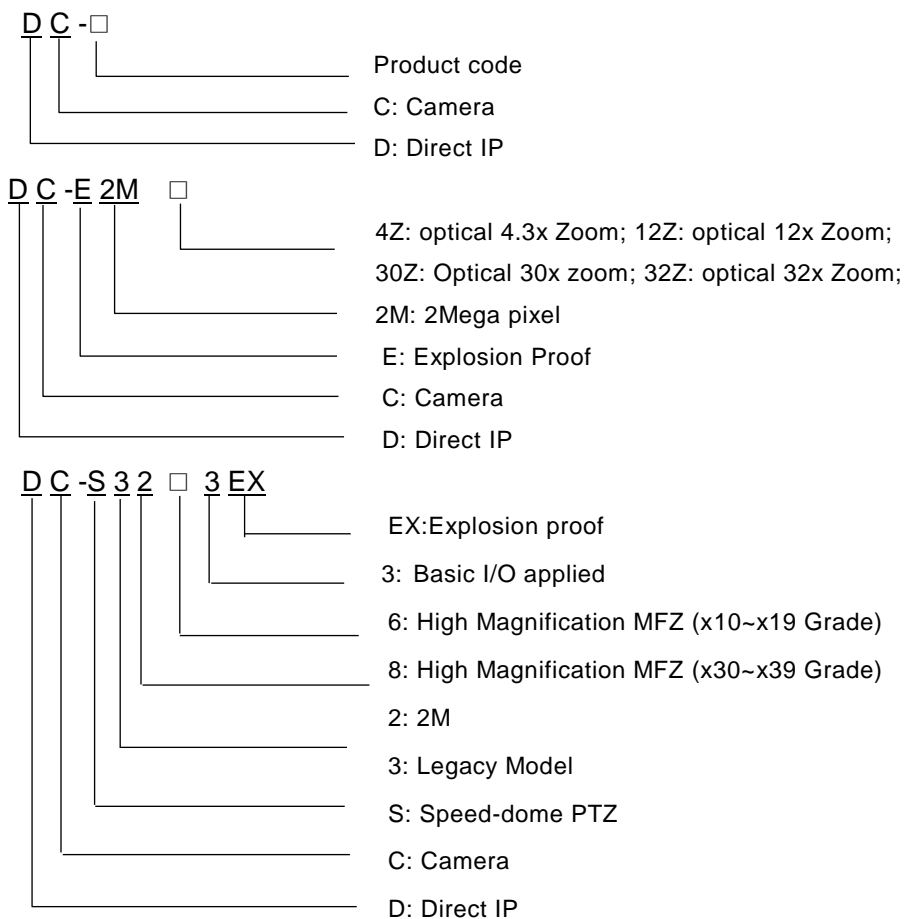 D C -□
Product code
C: Camera
D: Direct IP
D C -E 2M □
4Z: optical 4.3x Zoom; 12Z: optical 12x Zoom;
30Z: Optical 30x zoom; 32Z: optical 32x Zoom;
2M: 2Mega pixel
E: Explosion Proof
C: Camera
D: Direct IP
D C -S 3 2 □ 3 EX
EX:Explosion proof
3: Basic I/O applied
6: High Magnification MFZ (x10~x19 Grade)
8: High Magnification MFZ (x30~x39 Grade)
2: 2M
3: Legacy Model
S: Speed-dome PTZ
C: Camera
D: Direct IP